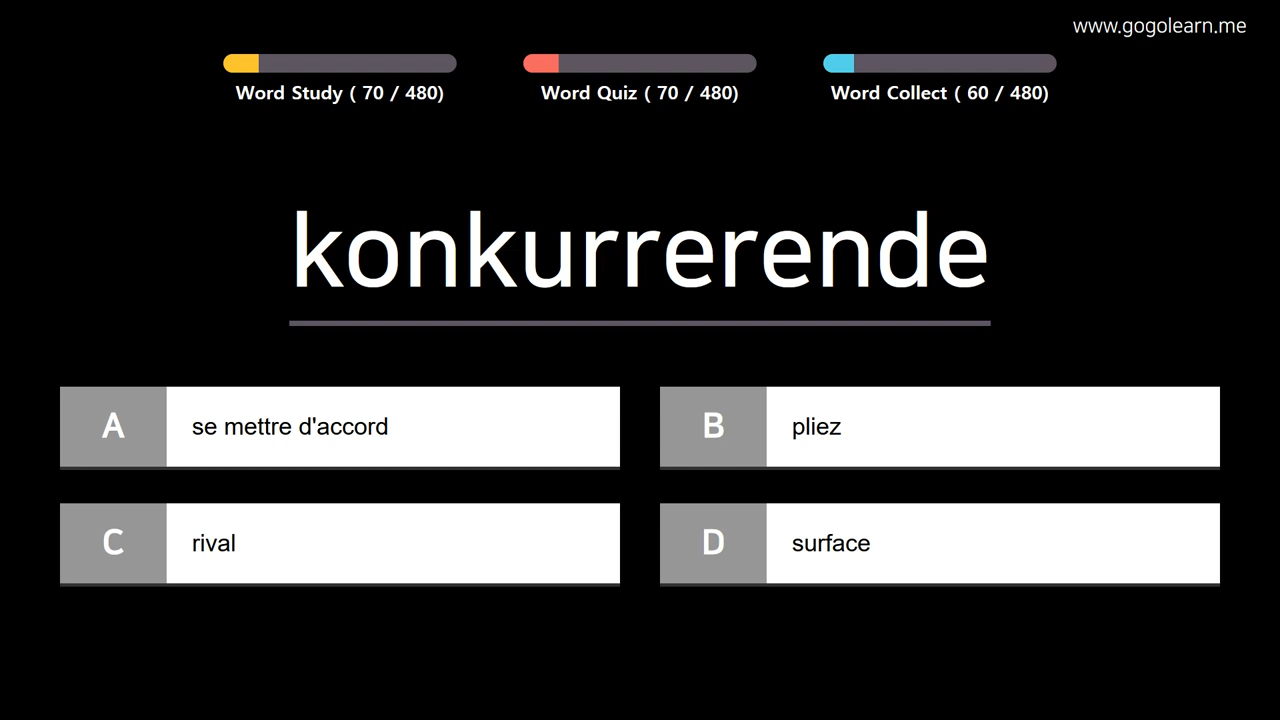 www.gogolearn.me
Word Study ( 70 / 480)
Word Quiz ( 70 / 480)
Word Collect ( 60 / 480)
konkurrerende
A
se mettre d'accord
B
pliez
C
rival
D
surface